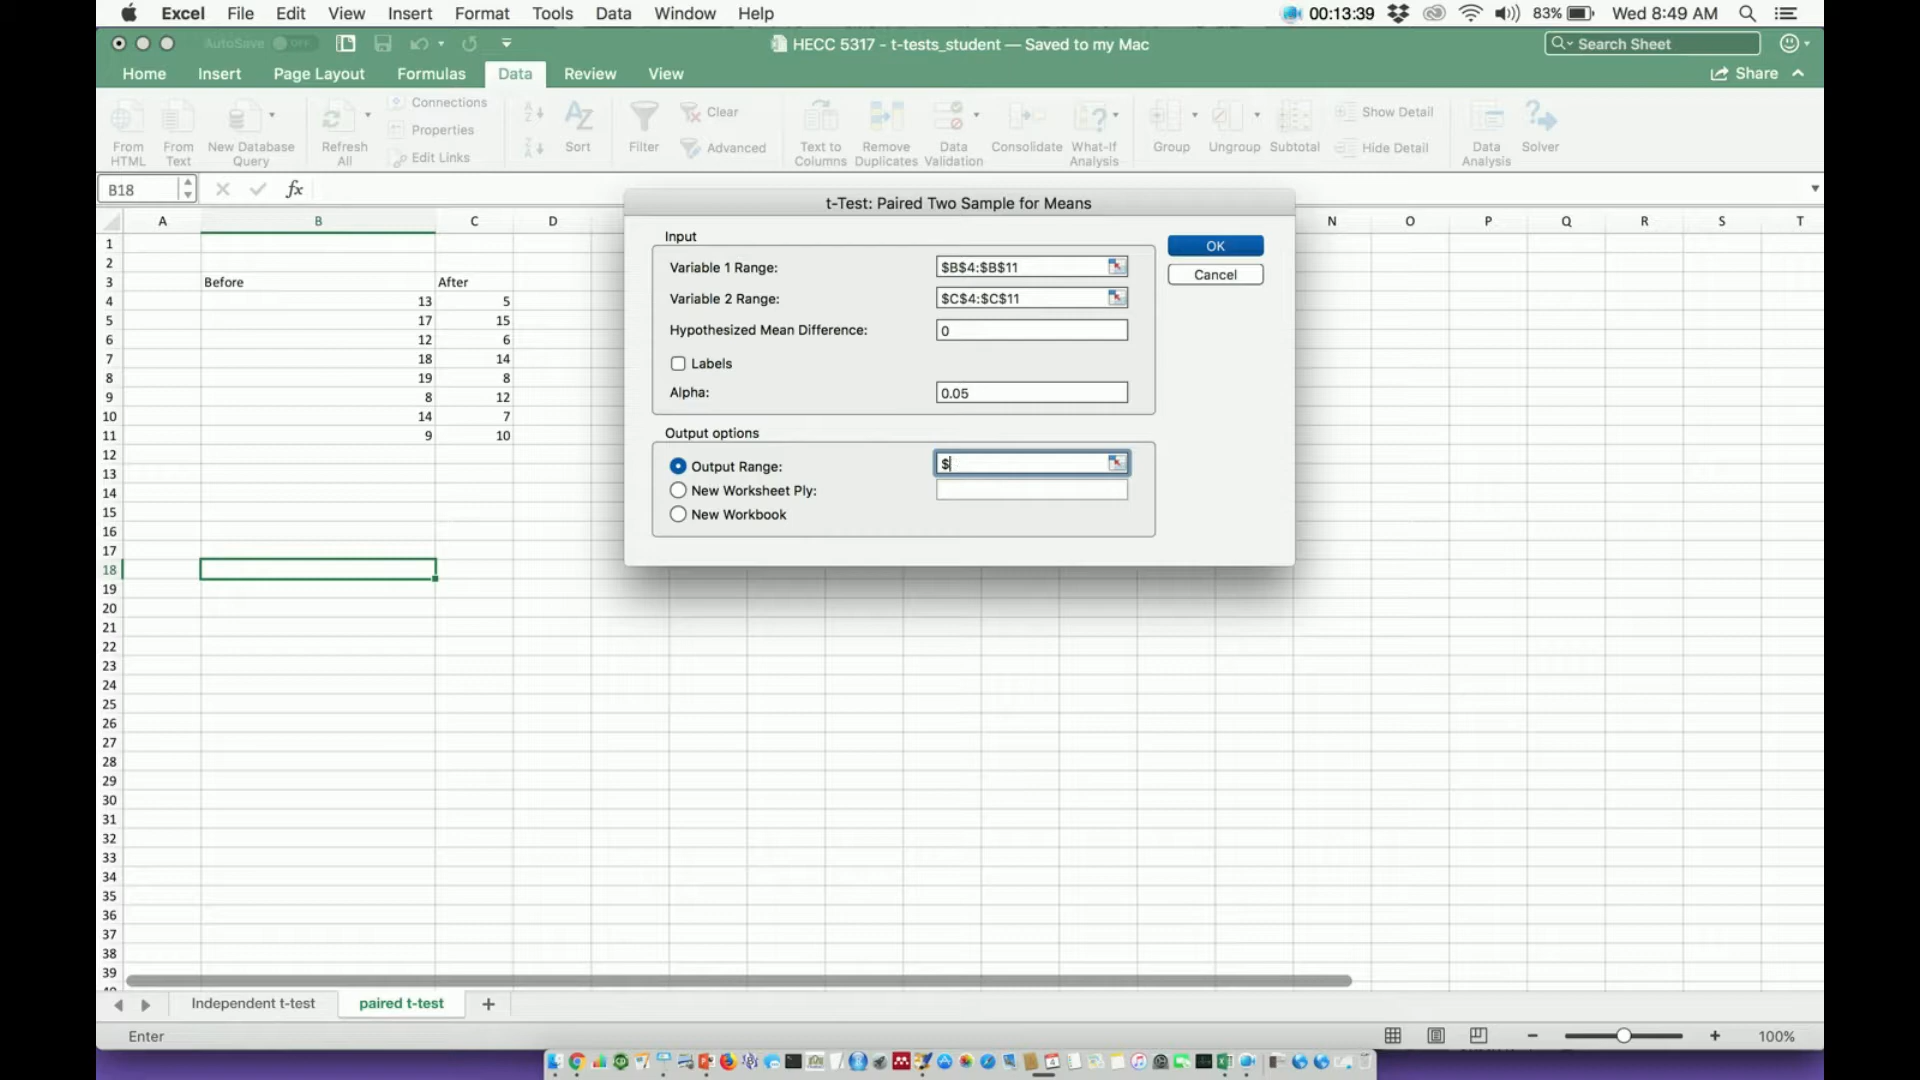 Excel File Edit View Insert Format Tools Data Window Help 00:13:39 83% Wed 8:49 AM
AutoSave OFF HECC 5317 - t-tests_student — Saved to my Mac Search Sheet
Home Insert Page Layout Formulas Data Review View Share
From HTML
From Text
New Database Query
Refresh All
Connections
Properties
Edit Links
Sort
Filter
Clear
Advanced
Text to Columns
Remove Duplicates
Data Validation
Consolidate
What-If Analysis
Group
Ungroup
Subtotal
Show Detail
Hide Detail
Data Analysis
Solver
B18 fx
A B C D N O P Q R S T
1
2
3 Before After
4 13 5
5 17 15
6 12 6
7 18 14
8 19 8
9 8 12
10 14 7
11 9 10
12
13
14
15
16
17
18
19
20
21
22
23
24
25
26
27
28
29
30
31
32
33
34
35
36
37
38
39
t-Test: Paired Two Sample for Means
Input
Variable 1 Range: $B$4:$B$11
Variable 2 Range: $C$4:$C$11
Hypothesized Mean Difference: 0
Labels
Alpha: 0.05
Output options
Output Range: $
New Worksheet Ply:
New Workbook
OK
Cancel
Independent t-test paired t-test +
Enter 100%